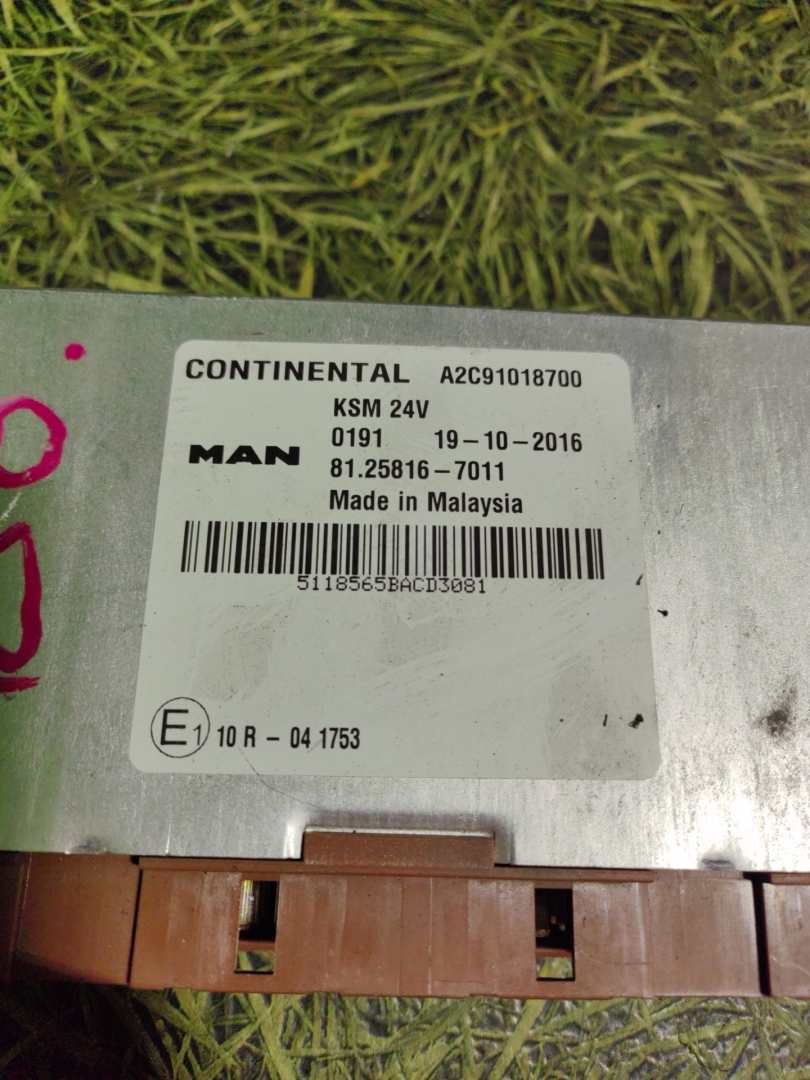 CONTINENTAL A2C91018700
KSM 24V
0191 19-10-2016
MAN 81.25816-7011
Made in Malaysia
5118565BACD3081
E1 10 R - 04 1753